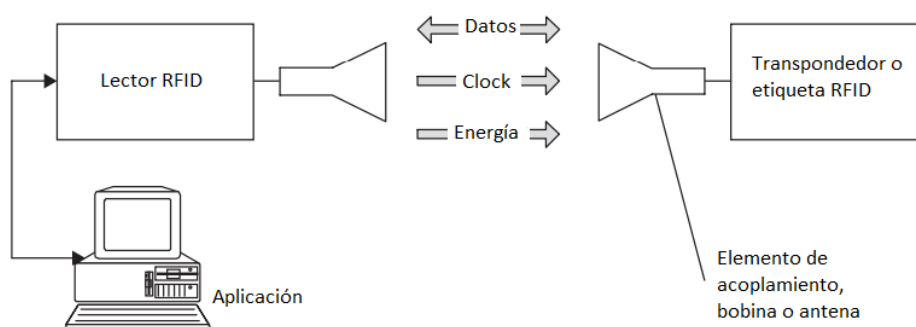 Lector RFID
Datos
Clock
Energía
Transpondedor o
etiqueta RFID
Aplicación
Elemento de
acoplamiento,
bobina o antena